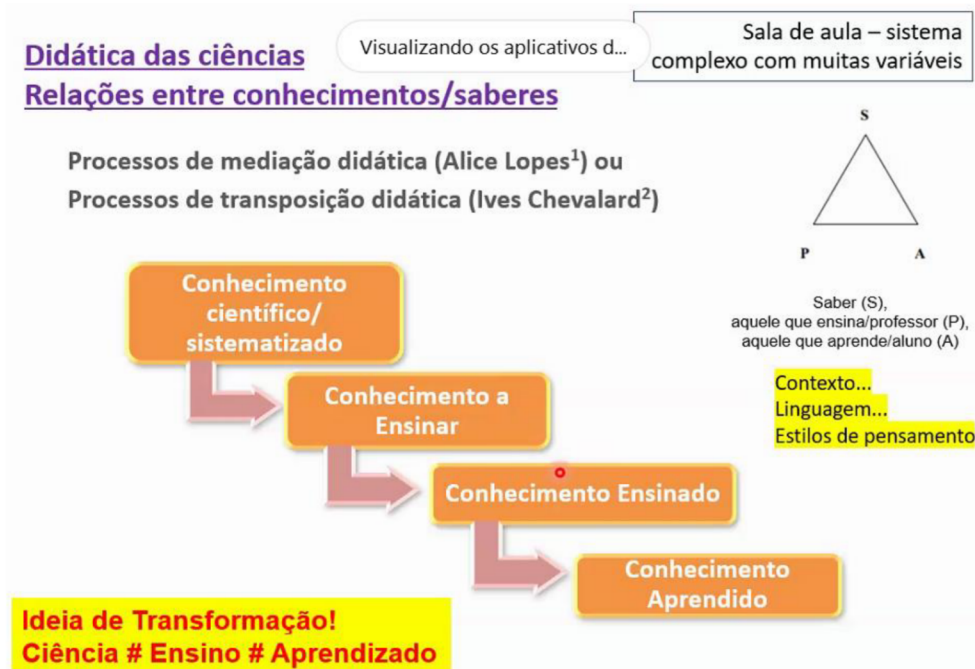 Didática das ciências
Relações entre conhecimentos/saberes
Visualizando os aplicativos d...
Sala de aula – sistema
complexo com muitas variáveis
Processos de mediação didática (Alice Lopes¹) ou
Processos de transposição didática (Ives Chevalard²)
S
P A
Saber (S),
aquele que ensina/professor (P),
aquele que aprende/aluno (A)
Contexto...
Linguagem...
Estilos de pensamento
Conhecimento
científico/
sistematizado
Conhecimento a
Ensinar
Conhecimento Ensinado
Conhecimento
Aprendido
Ideia de Transformação!
Ciência # Ensino # Aprendizado